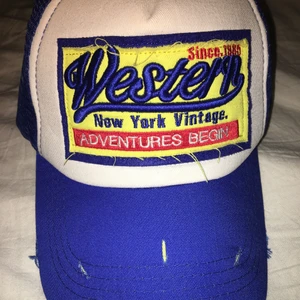 Since.1985
Western
New York Vintage.
ADVENTURES BEGIN